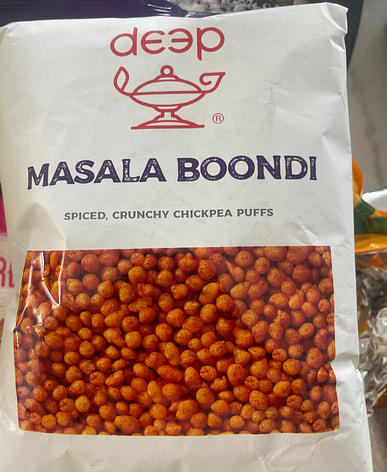 deep
®
MASALA BOONDI
SPICED, CRUNCHY CHICKPEA PUFFS